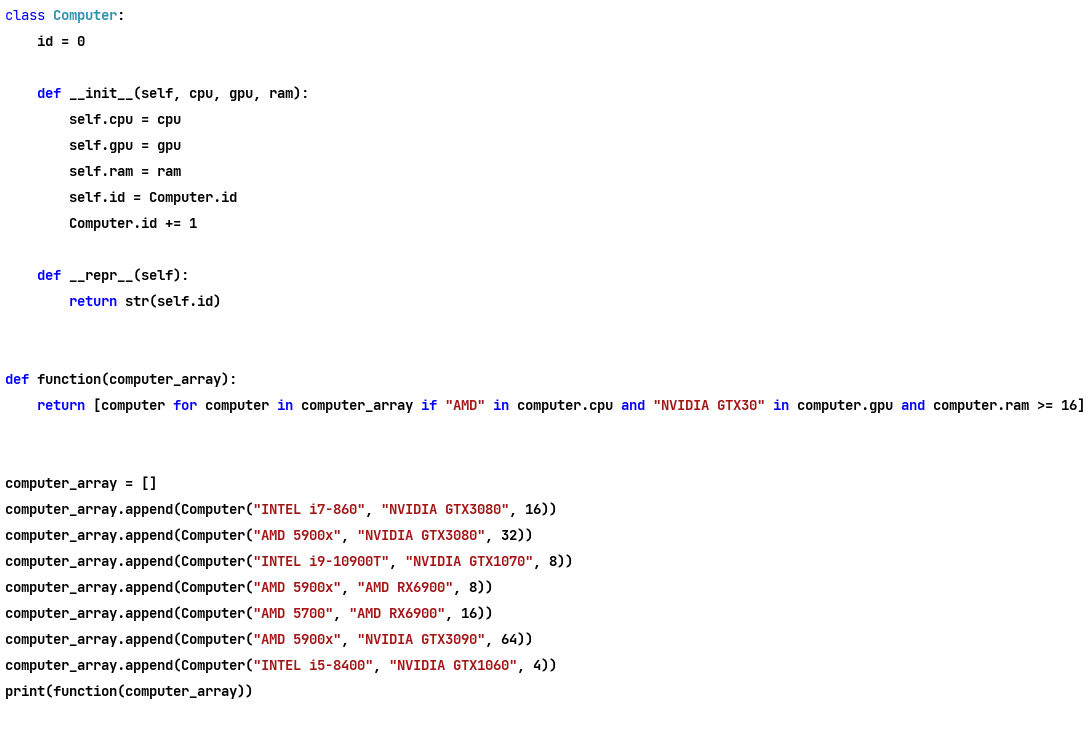 class Computer:
    id = 0

    def __init__(self, cpu, gpu, ram):
        self.cpu = cpu
        self.gpu = gpu
        self.ram = ram
        self.id = Computer.id
        Computer.id += 1

    def __repr__(self):
        return str(self.id)


def function(computer_array):
    return [computer for computer in computer_array if "AMD" in computer.cpu and "NVIDIA GTX30" in computer.gpu and computer.ram >= 16]


computer_array = []
computer_array.append(Computer("INTEL i7-860", "NVIDIA GTX3080", 16))
computer_array.append(Computer("AMD 5900x", "NVIDIA GTX3080", 32))
computer_array.append(Computer("INTEL i9-10900T", "NVIDIA GTX1070", 8))
computer_array.append(Computer("AMD 5900x", "AMD RX6900", 8))
computer_array.append(Computer("AMD 5700", "AMD RX6900", 16))
computer_array.append(Computer("AMD 5900x", "NVIDIA GTX3090", 64))
computer_array.append(Computer("INTEL i5-8400", "NVIDIA GTX1060", 4))
print(function(computer_array))